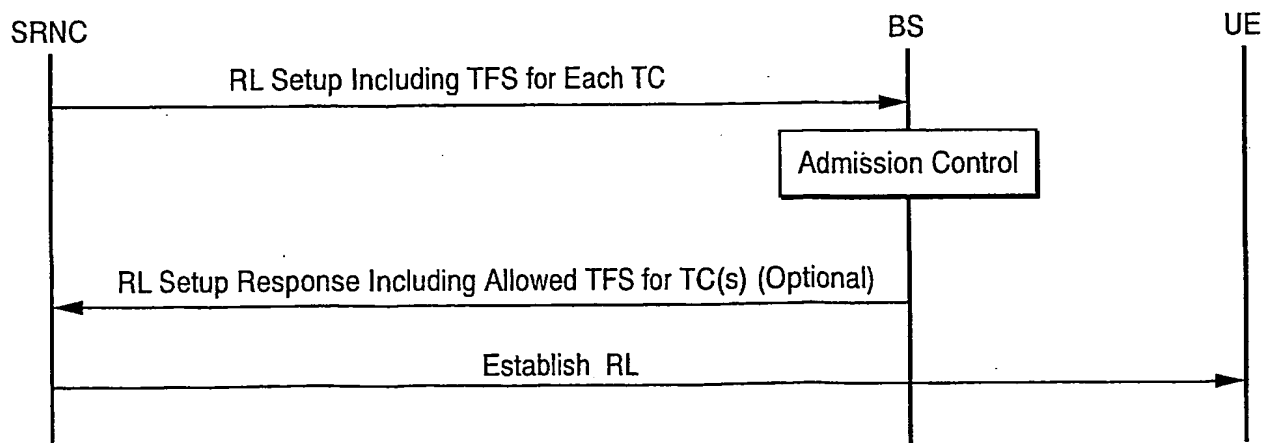 SRNC
BS
UE
RL Setup Including TFS for Each TC
Admission Control
RL Setup Response Including Allowed TFS for TC(s) (Optional)
Establish RL